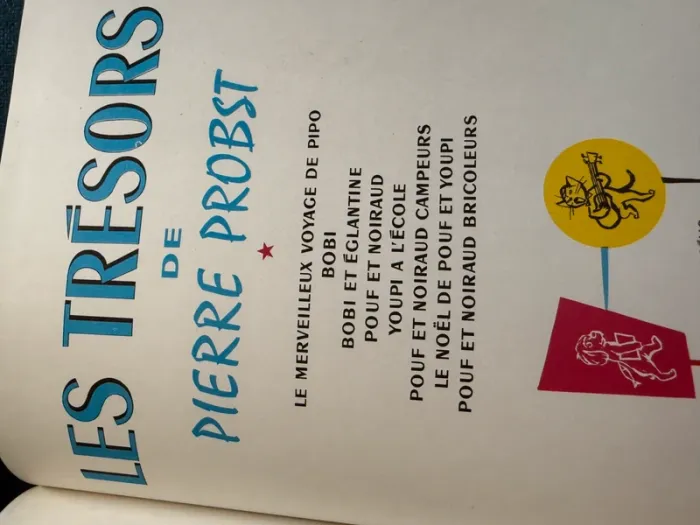 LES TRÉSORS
DE
PIERRE PROBST
LE MERVEILLEUX VOYAGE DE PIPO
BOBI
BOBI ET ÉGLANTINE
POUF ET NOIRAUD
YOUPI A L'ÉCOLE
POUF ET NOIRAUD CAMPEURS
LE NOËL DE POUF ET YOUPI
POUF ET NOIRAUD BRICOLEURS